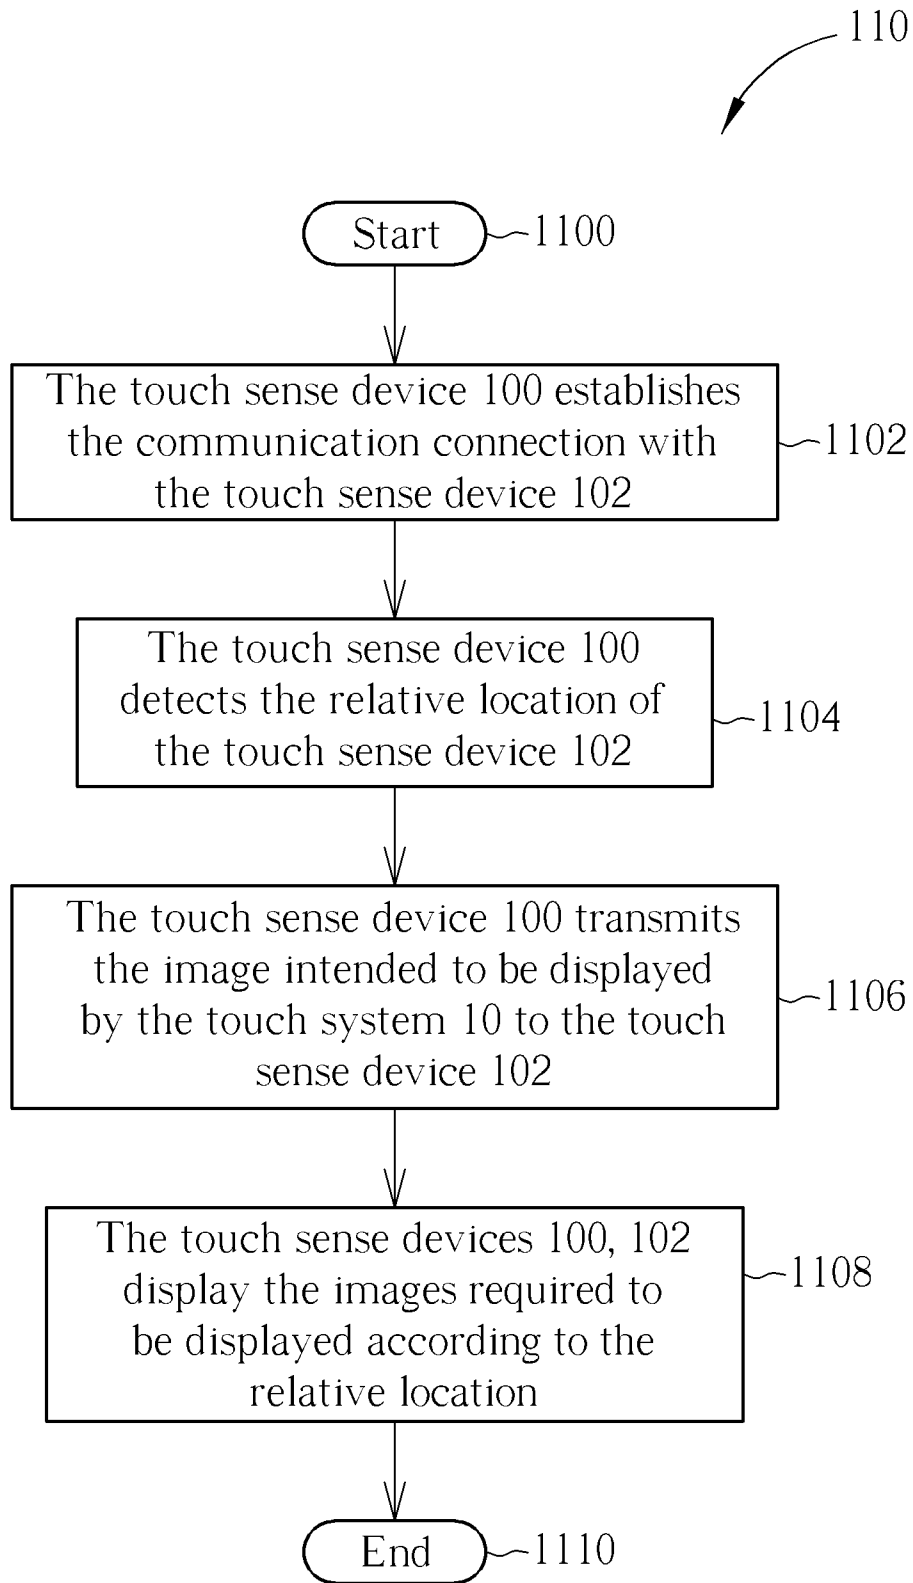 110
Start
1100
The touch sense device 100 establishes
the communication connection with
the touch sense device 102
1102
The touch sense device 100
detects the relative location of
the touch sense device 102
1104
The touch sense device 100 transmits
the image intended to be displayed
by the touch system 10 to the touch
sense device 102
1106
The touch sense devices 100, 102
display the images required to
be displayed according to the
relative location
1108
End
1110